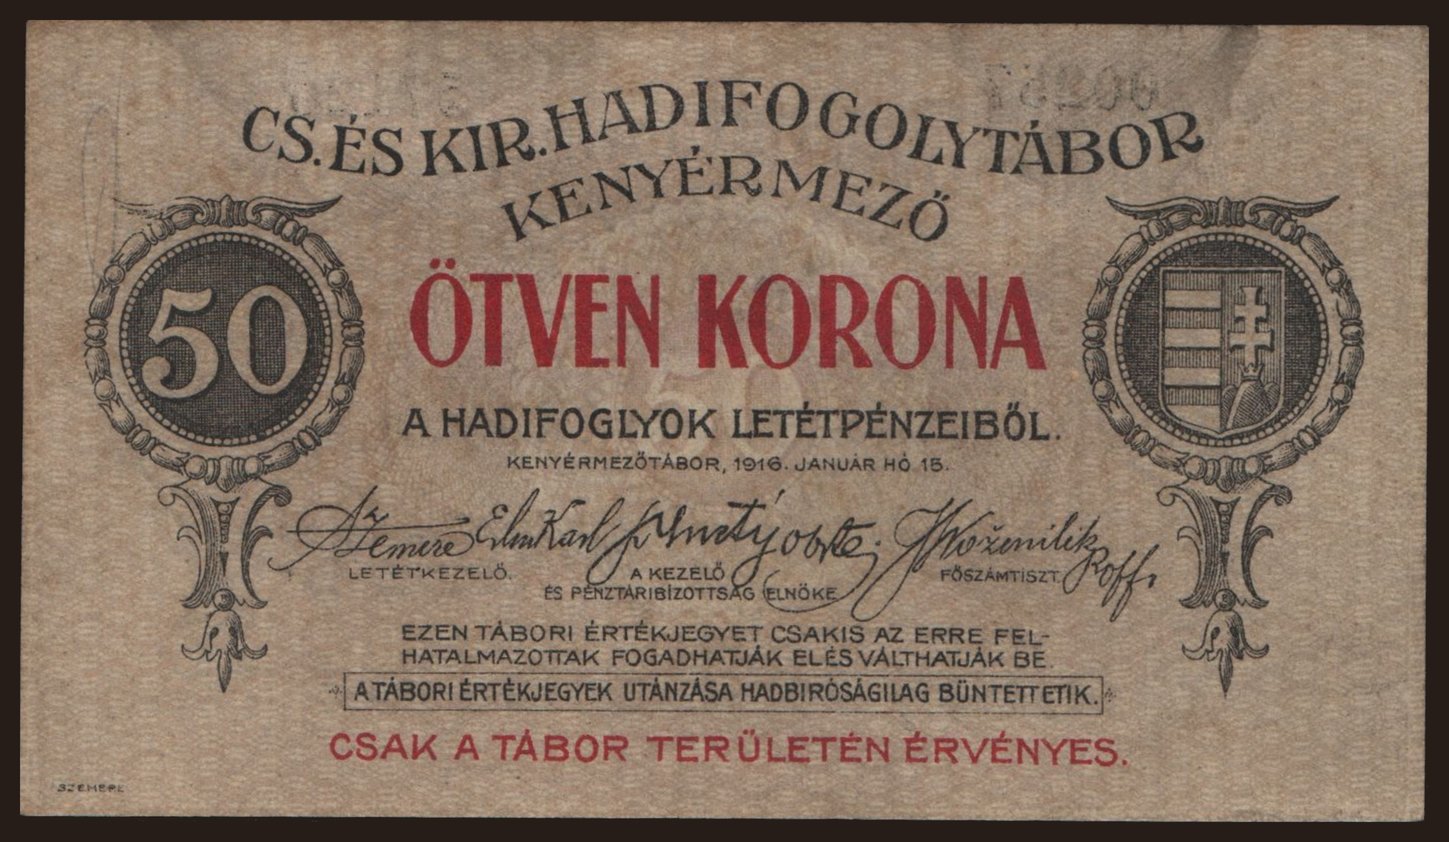 CS. ÉS KIR. HADIFOGOLYTÁBOR
KENYÉRMEZŐ
50
ÖTVEN KORONA
A HADIFOGLYOK LETÉTPÉNZEIBŐL.
KENYÉRMEZŐTÁBOR, 1916. JANUÁR HÓ 15.
Szemere
LETÉTKEZELŐ. A KEZELŐ FŐSZÁMTISZT.
ÉS PÉNZTÁRIBIZOTTSÁG ELNÖKE
EZEN TÁBORI ÉRTÉKJEGYET CSAKIS AZ ERRE FEL-
HATALMAZOTTAK FOGADHATJÁK EL ÉS VÁLTHATJÁK BE.
A TÁBORI ÉRTÉKJEGYEK UTÁNZÁSA HADBIRÓSÁGILAG BÜNTETTETIK.
CSAK A TÁBOR TERÜLETÉN ÉRVÉNYES.
SZEMERE